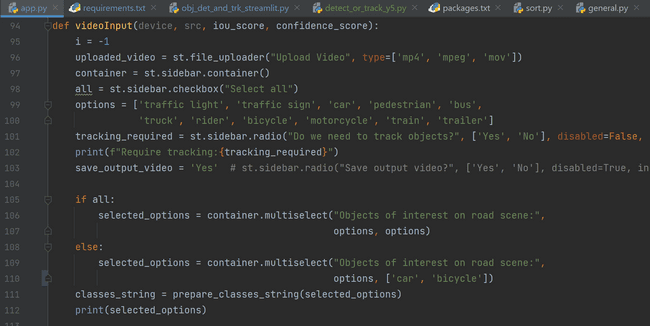 app.py × requirements.txt × obj_det_and_trk_streamlit.py × detect_or_track_y5.py × packages.txt × sort.py × general.py ×
94 def videoInput(device, src, iou_score, confidence_score):
95     i = -1
96     uploaded_video = st.file_uploader("Upload Video", type=['mp4', 'mpeg', 'mov'])
97     container = st.sidebar.container()
98     all = st.sidebar.checkbox("Select all")
99     options = ['traffic light', 'traffic sign', 'car', 'pedestrian', 'bus',
100                'truck', 'rider', 'bicycle', 'motorcycle', 'train', 'trailer']
101     tracking_required = st.sidebar.radio("Do we need to track objects?", ['Yes', 'No'], disabled=False,
102     print(f"Require tracking:{tracking_required}")
103     save_output_video = 'Yes'  # st.sidebar.radio("Save output video?", ['Yes', 'No'], disabled=True, in
104
105     if all:
106         selected_options = container.multiselect("Objects of interest on road scene:",
107                                                  options, options)
108     else:
109         selected_options = container.multiselect("Objects of interest on road scene:",
110                                                  options, ['car', 'bicycle'])
111     classes_string = prepare_classes_string(selected_options)
112     print(selected_options)